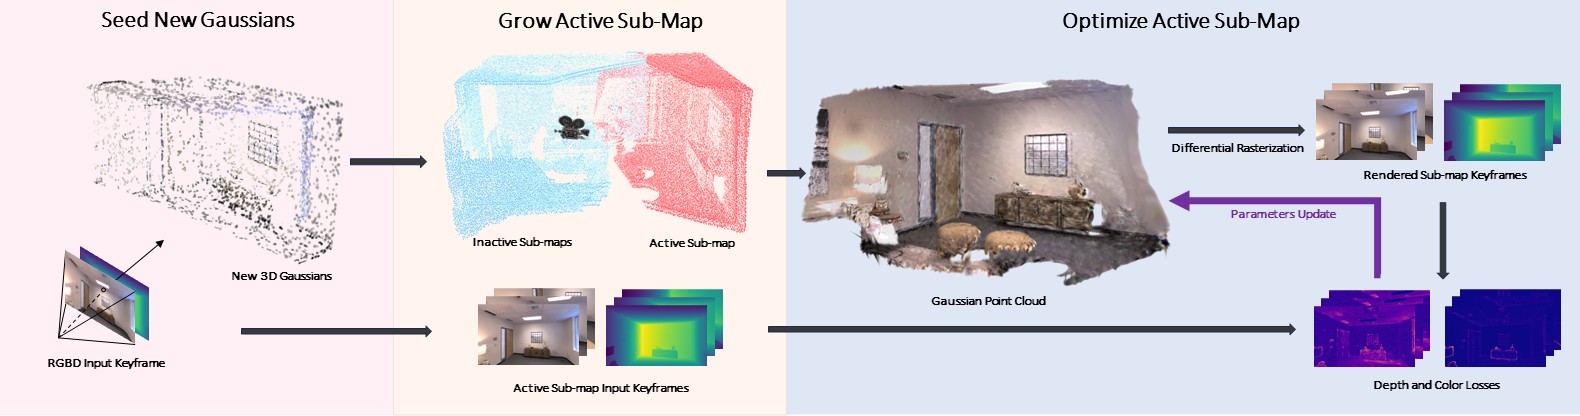 Seed New Gaussians
New 3D Gaussians
RGBD Input Keyframe
Grow Active Sub-Map
Inactive Sub-maps
Active Sub-map
Active Sub-map Input Keyframes
Optimize Active Sub-Map
Gaussian Point Cloud
Differential Rasterization
Rendered Sub-map Keyframes
Parameters Update
Depth and Color Losses